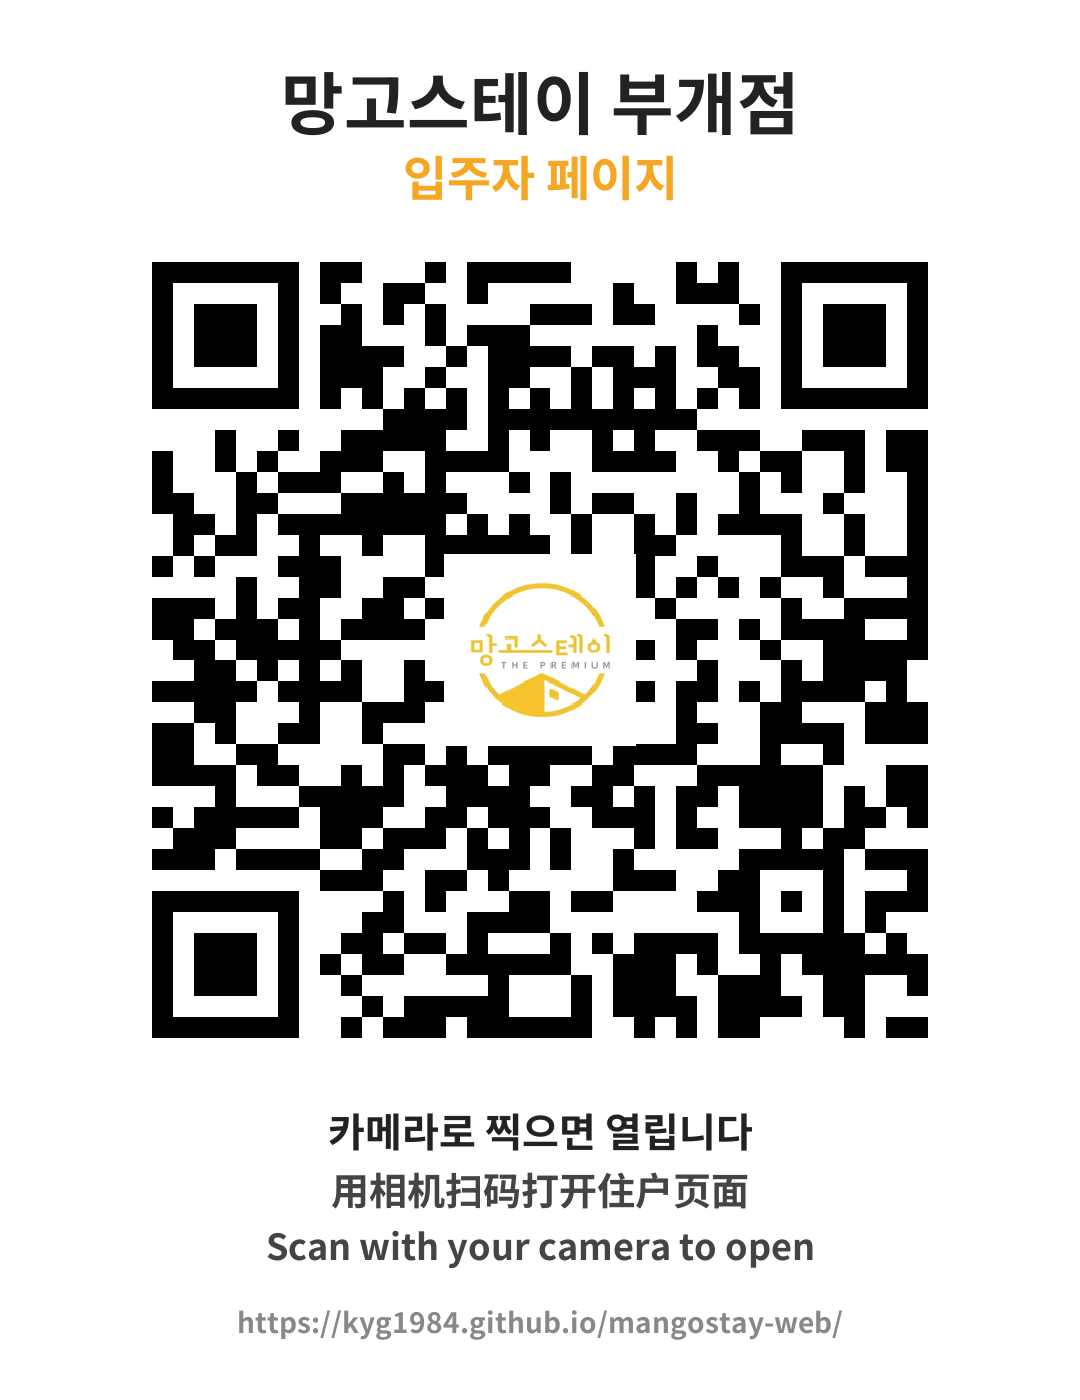 망고스테이 부개점
입주자 페이지
망고스테이
THE PREMIUM
카메라로 찍으면 열립니다
用相机扫码打开住户页面
Scan with your camera to open
https://kyg1984.github.io/mangostay-web/